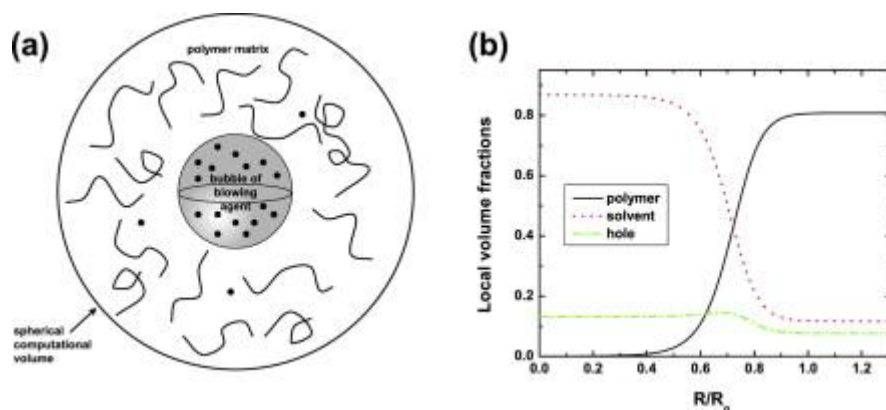 (a)
polymer matrix
bubble of
blowing
agent
spherical
computational
volume
(b)
Local volume fractions
0.8
0.6
0.4
0.2
0.0
polymer
solvent
hole
0.0 0.2 0.4 0.6 0.8 1.0 1.2